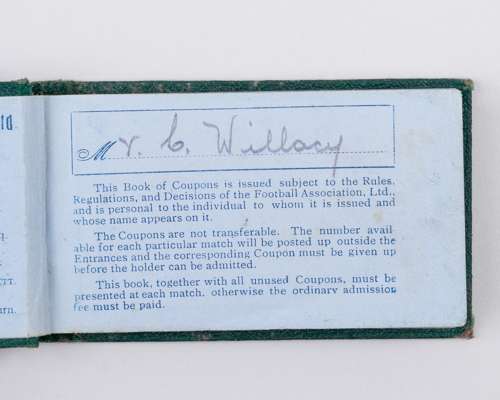 Mr. C. Willacy
This Book of Coupons is issued subject to the Rules,
Regulations, and Decisions of the Football Association, Ltd.,
and is personal to the individual to whom it is issued and
whose name appears on it.
The Coupons are not transferable. The number avail
able for each particular match will be posted up outside the
Entrances and the corresponding Coupon must be given up
before the holder can be admitted.
This book, together with all unused Coupons, must be
presented at each match, otherwise the ordinary admission
fee must be paid.